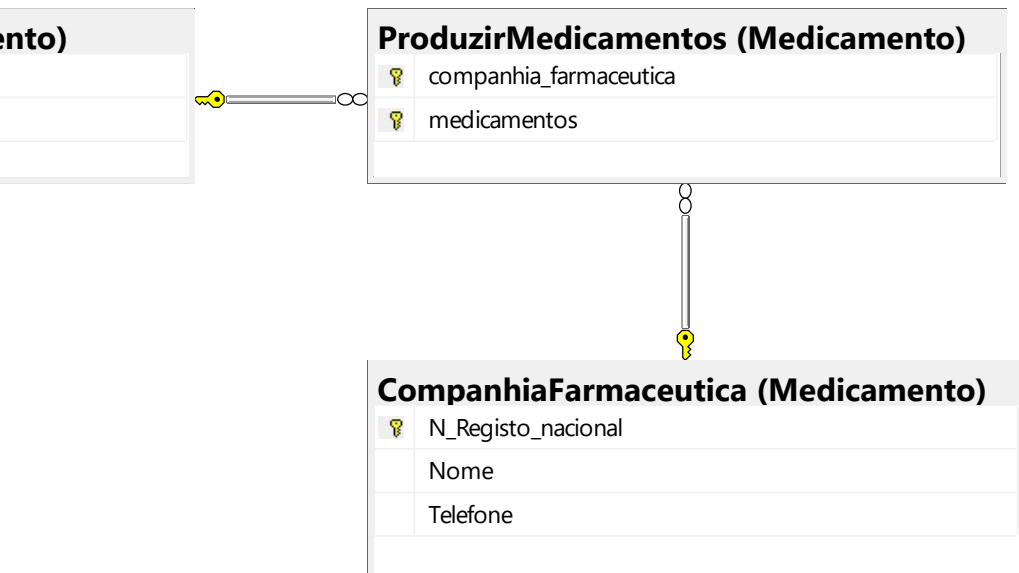 ento)
ProduzirMedicamentos (Medicamento)
companhia_farmaceutica
medicamentos
CompanhiaFarmaceutica (Medicamento)
N_Registo_nacional
Nome
Telefone